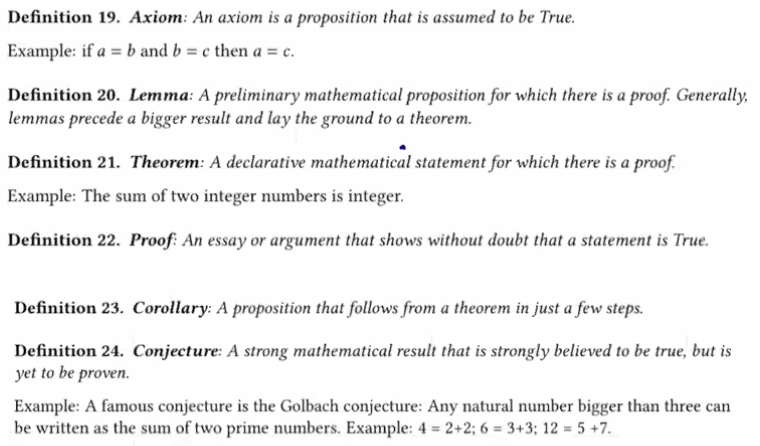 Definition 19. Axiom: An axiom is a proposition that is assumed to be True.
Example: if a = b and b = c then a = c.
Definition 20. Lemma: A preliminary mathematical proposition for which there is a proof. Generally,
lemmas precede a bigger result and lay the ground to a theorem.
Definition 21. Theorem: A declarative mathematical statement for which there is a proof.
Example: The sum of two integer numbers is integer.
Definition 22. Proof: An essay or argument that shows without doubt that a statement is True.
Definition 23. Corollary: A proposition that follows from a theorem in just a few steps.
Definition 24. Conjecture: A strong mathematical result that is strongly believed to be true, but is
yet to be proven.
Example: A famous conjecture is the Golbach conjecture: Any natural number bigger than three can
be written as the sum of two prime numbers. Example: 4 = 2+2; 6 = 3+3; 12 = 5 +7.